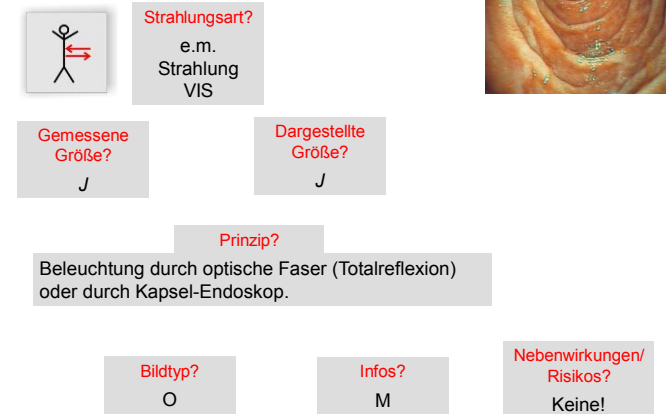 Strahlungsart?
e.m.
Strahlung
VIS
Gemessene
Größe?
J
Dargestellte
Größe?
J
Prinzip?
Beleuchtung durch optische Faser (Totalreflexion)
oder durch Kapsel-Endoskop.
Bildtyp?
O
Infos?
M
Nebenwirkungen/
Risikos?
Keine!